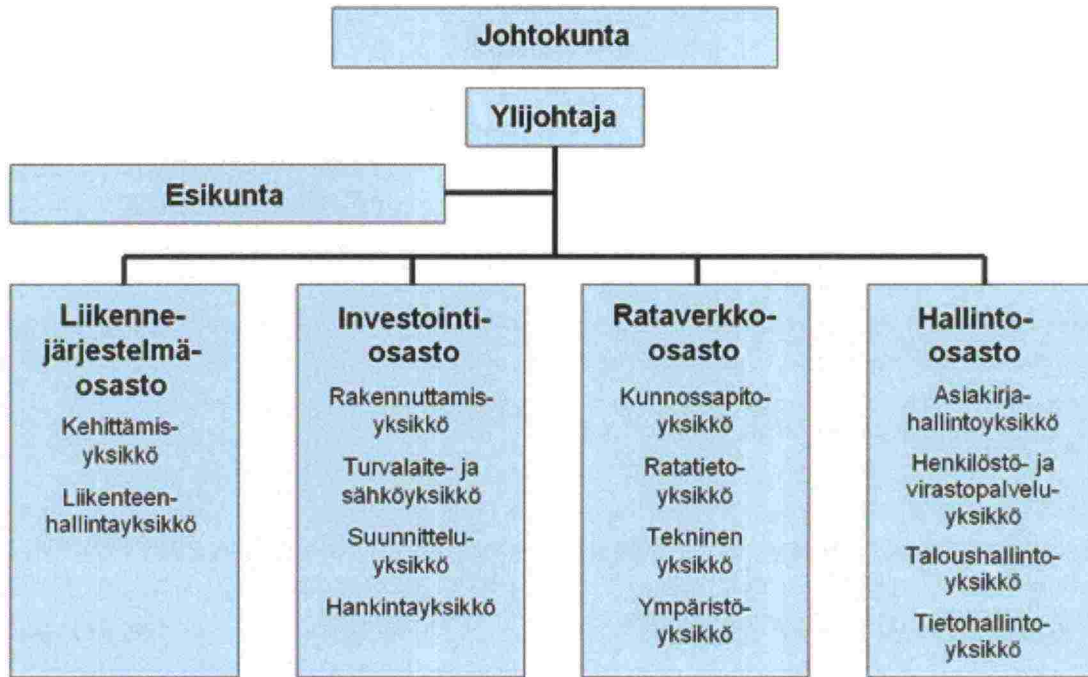 Johtokunta
Ylijohtaja
Esikunta
Liikenne-
järjestelmä-
osasto
Kehittämis-
yksikkö
Liikenteen-
hallintayksikkö
Investointi-
osasto
Rakennuttamis-
yksikkö
Turvalaite- ja
sähköyksikkö
Suunnittelu-
yksikkö
Hankintayksikkö
Rataverkko-
osasto
Kunnossapito-
yksikkö
Ratatieto-
yksikkö
Tekninen
yksikkö
Ympäristö-
yksikkö
Hallinto-
osasto
Asiakirja-
hallintoyksikkö
Henkilöstö- ja
virastopalvelu-
yksikkö
Taloushallinto-
yksikkö
Tietohallinto-
yksikkö